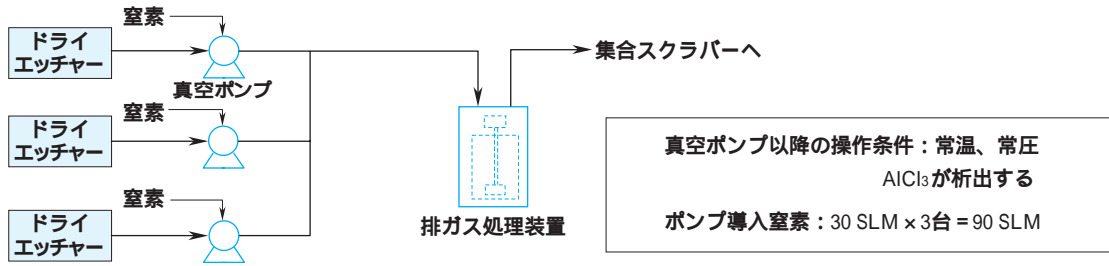 窒素
ドライ
エッチャー
真空ポンプ
集合スクラバーへ
窒素
ドライ
エッチャー
窒素
ドライ
エッチャー
排ガス処理装置
真空ポンプ以降の操作条件：常温、常圧
AlCl₃が析出する
ポンプ導入窒素：30 SLM × 3台 = 90 SLM